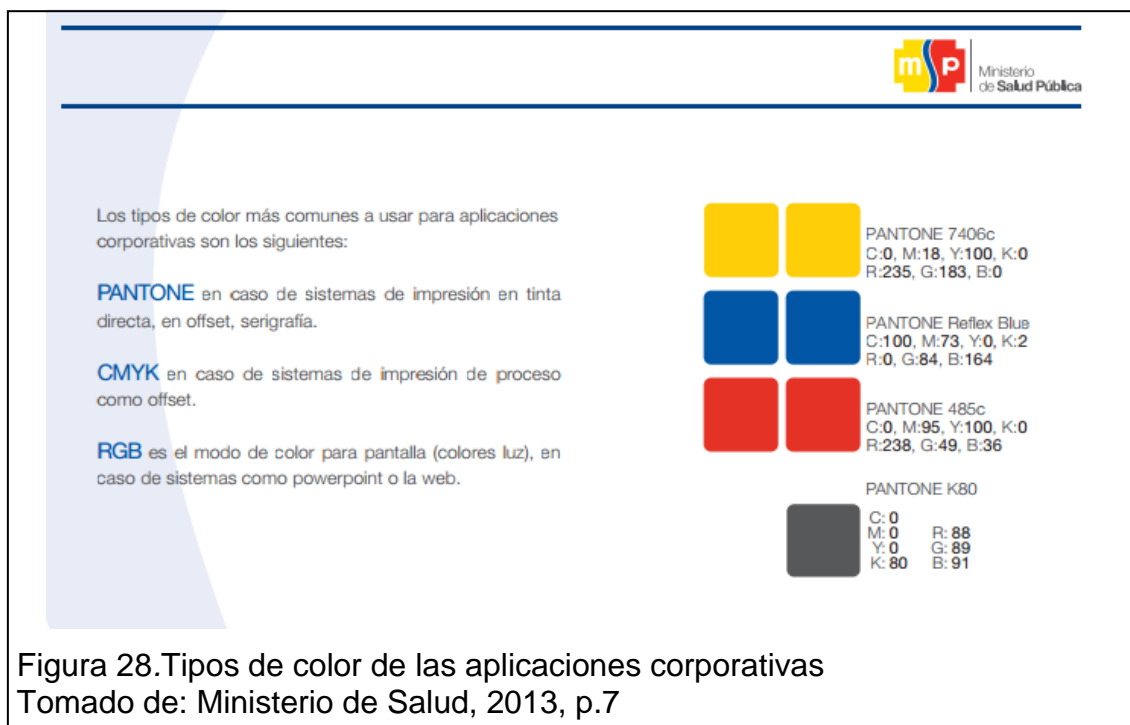 msp
Ministerio
de Salud Pública
Los tipos de color más comunes a usar para aplicaciones
corporativas son los siguientes:
PANTONE en caso de sistemas de impresión en tinta
directa, en offset, serigrafía.
CMYK en caso de sistemas de impresión de proceso
como offset.
RGB es el modo de color para pantalla (colores luz), en
caso de sistemas como powerpoint o la web.
PANTONE 7406c
C:0, M:18, Y:100, K:0
R:235, G:183, B:0
PANTONE Reflex Blue
C:100, M:73, Y:0, K:2
R:0, G:84, B:164
PANTONE 485c
C:0, M:95, Y:100, K:0
R:238, G:49, B:36
PANTONE K80
C: 0
M: 0 R: 88
Y: 0 G: 89
K: 80 B: 91
Figura 28.Tipos de color de las aplicaciones corporativas
Tomado de: Ministerio de Salud, 2013, p.7